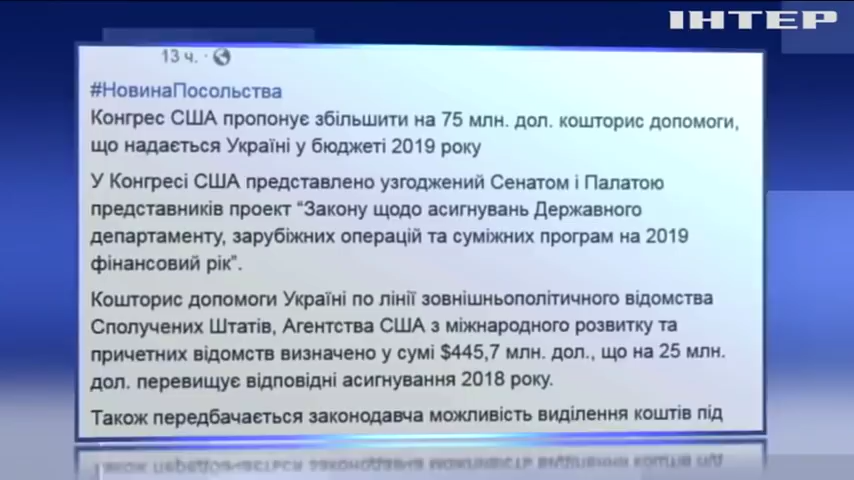 ІНТЕР
13 ч. ·
#НовинаПосольства
Конгрес США пропонує збільшити на 75 млн. дол. кошторис допомоги,
що надається Україні у бюджеті 2019 року
У Конгресі США представлено узгоджений Сенатом і Палатою
представників проект “Закону щодо асигнувань Державного
департаменту, зарубіжних операцій та суміжних програм на 2019
фінансовий рік”.
Кошторис допомоги Україні по лінії зовнішньополітичного відомства
Сполучених Штатів, Агентства США з міжнародного розвитку та
причетних відомств визначено у сумі $445,7 млн. дол., що на 25 млн.
дол. перевищує відповідні асигнування 2018 року.
Також передбачається законодавча можливість виділення коштів під